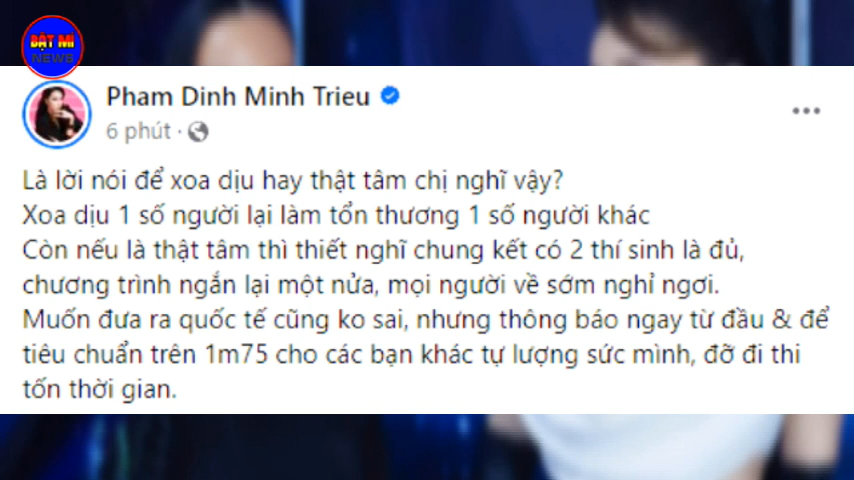 BẬT MÍ
NEWS
Pham Dinh Minh Trieu
6 phút ·
Là lời nói để xoa dịu hay thật tâm chị nghĩ vậy?
Xoa dịu 1 số người lại làm tổn thương 1 số người khác
Còn nếu là thật tâm thì thiết nghĩ chung kết có 2 thí sinh là đủ,
chương trình ngắn lại một nửa, mọi người về sớm nghỉ ngơi.
Muốn đưa ra quốc tế cũng ko sai, nhưng thông báo ngay từ đầu & để
tiêu chuẩn trên 1m75 cho các bạn khác tự lượng sức mình, đỡ đi thi
tốn thời gian.